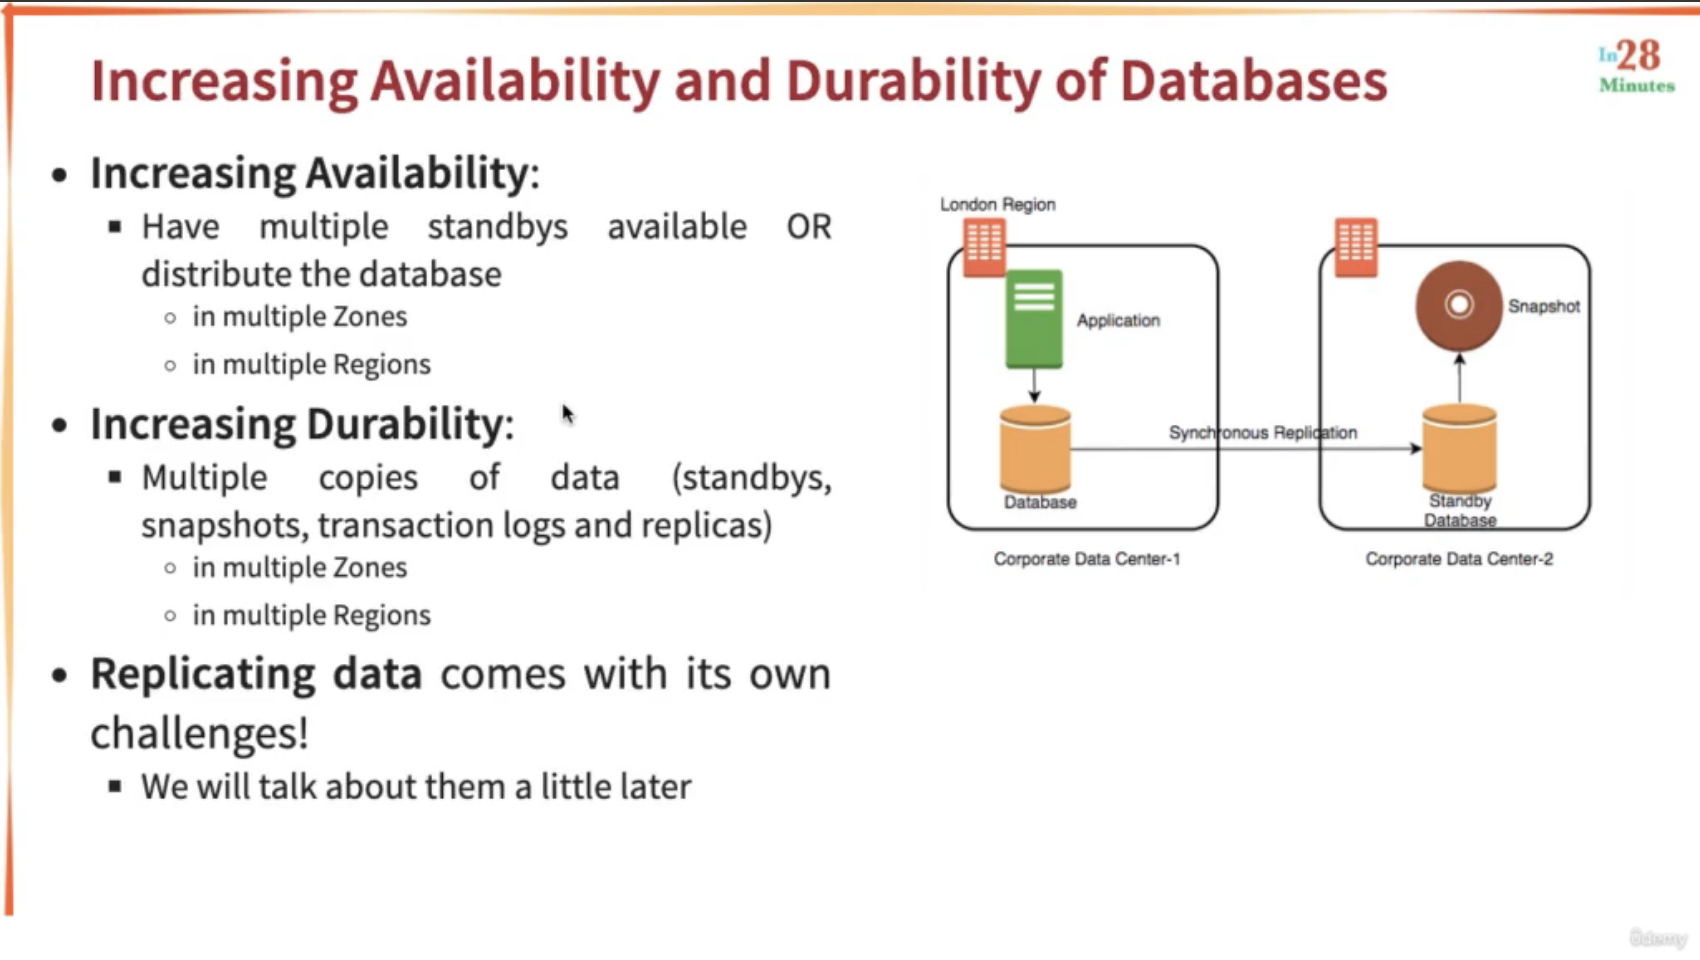 Increasing Availability and Durability of Databases
In28
Minutes
Increasing Availability:
Have multiple standbys available OR
distribute the database
in multiple Zones
in multiple Regions
Increasing Durability:
Multiple copies of data (standbys,
snapshots, transaction logs and replicas)
in multiple Zones
in multiple Regions
Replicating data comes with its own
challenges!
We will talk about them a little later
London Region
Application
Snapshot
Synchronous Replication
Database
Standby
Database
Corporate Data Center-1
Corporate Data Center-2
ûdemy